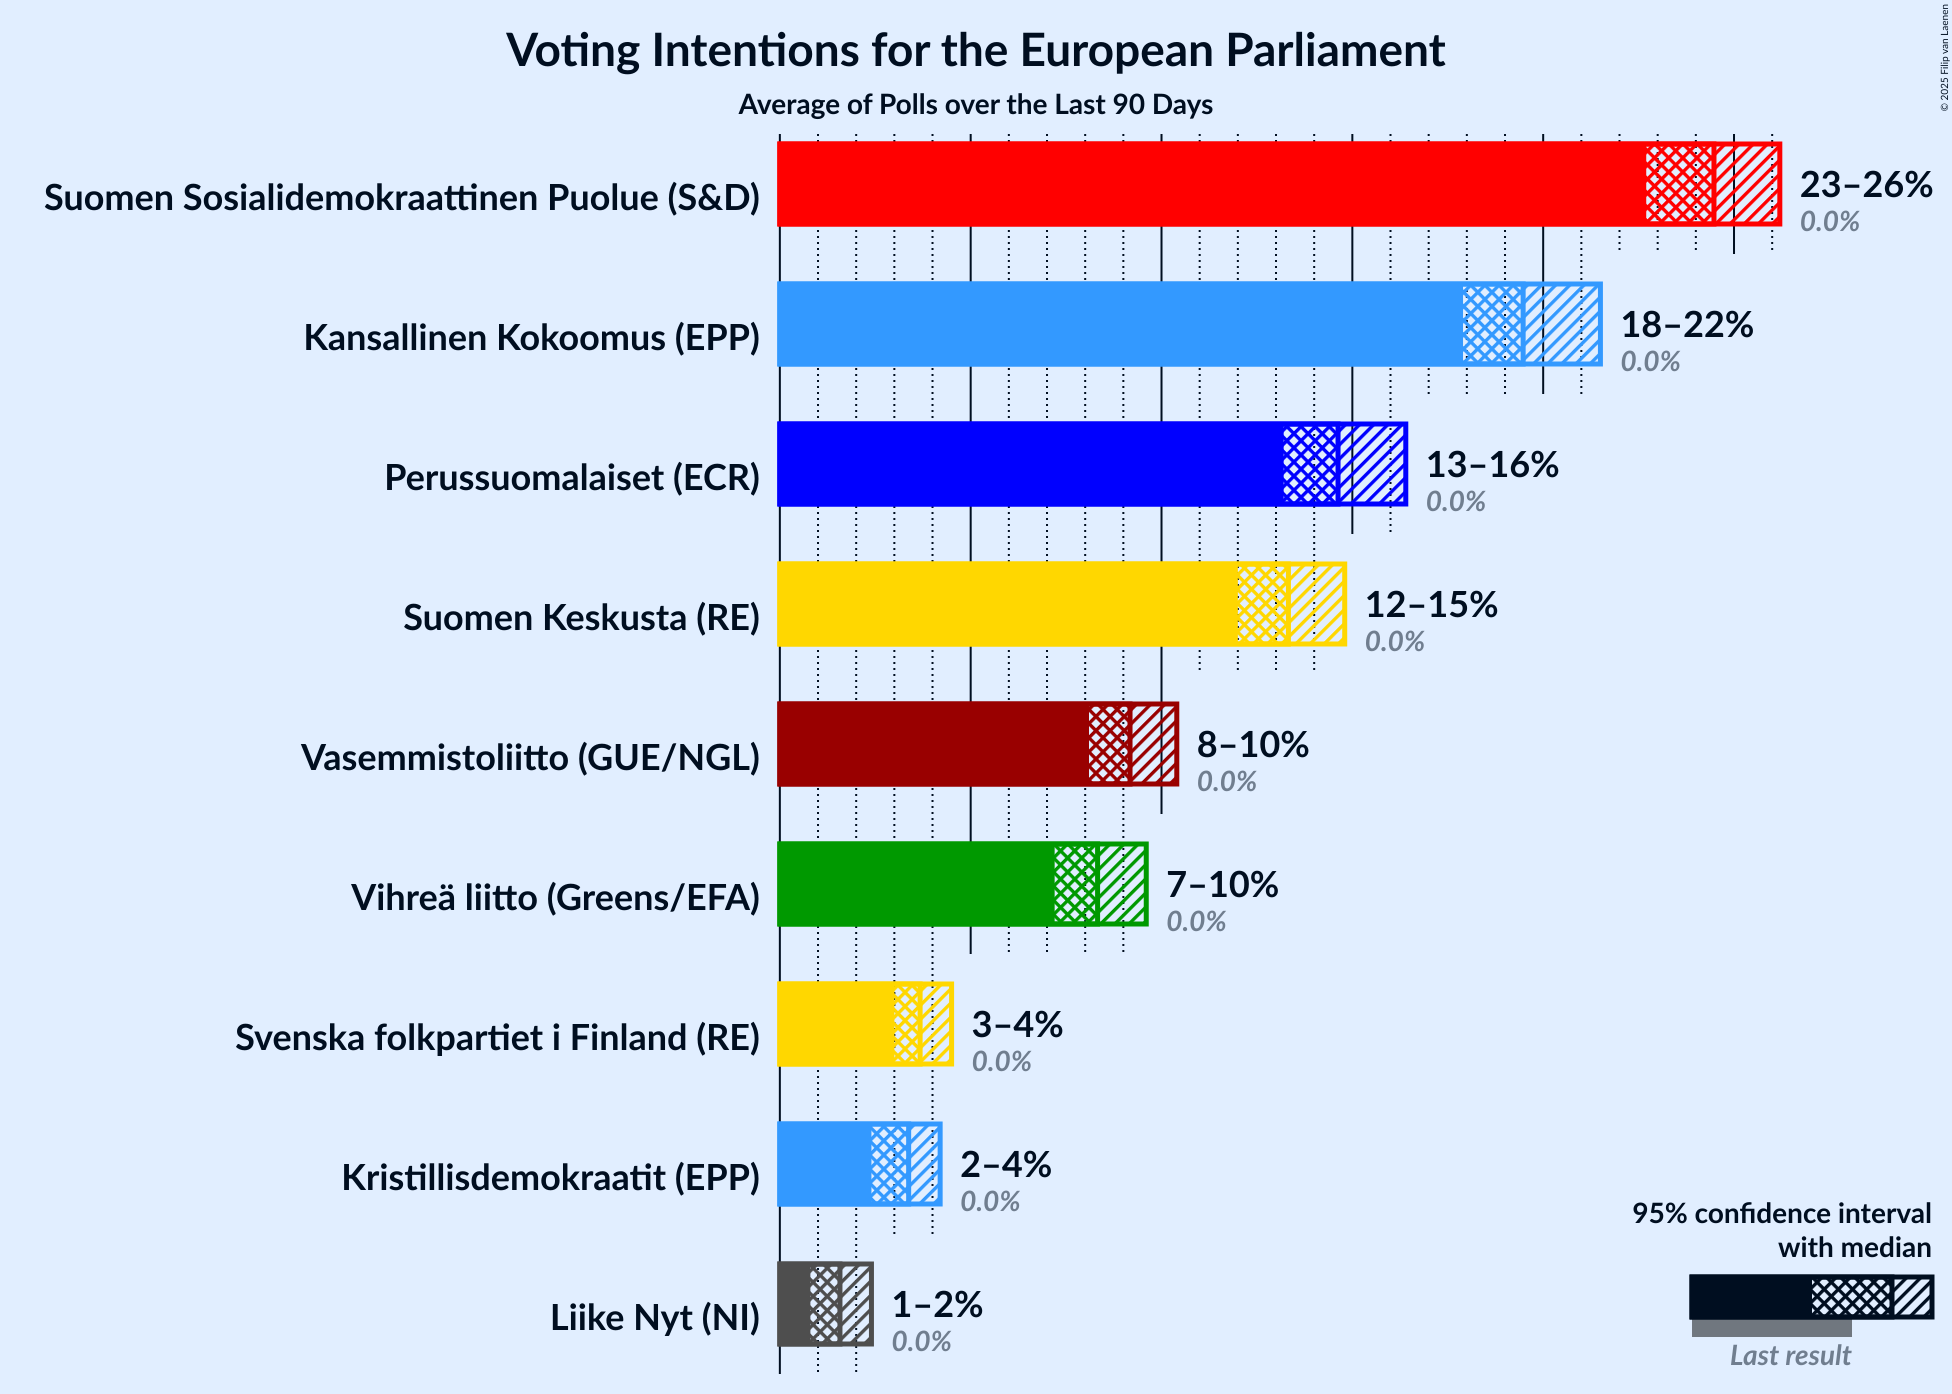 Voting Intentions for the European Parliament
Average of Polls over the Last 90 Days
© 2025 Filip van Laenen
Suomen Sosialidemokraattinen Puolue (S&D)
23–26%
0.0%
Kansallinen Kokoomus (EPP)
18–22%
0.0%
Perussuomalaiset (ECR)
13–16%
0.0%
Suomen Keskusta (RE)
12–15%
0.0%
Vasemmistoliitto (GUE/NGL)
8–10%
0.0%
Vihreä liitto (Greens/EFA)
7–10%
0.0%
Svenska folkpartiet i Finland (RE)
3–4%
0.0%
Kristillisdemokraatit (EPP)
2–4%
0.0%
Liike Nyt (NI)
1–2%
0.0%
95% confidence interval
with median
Last result